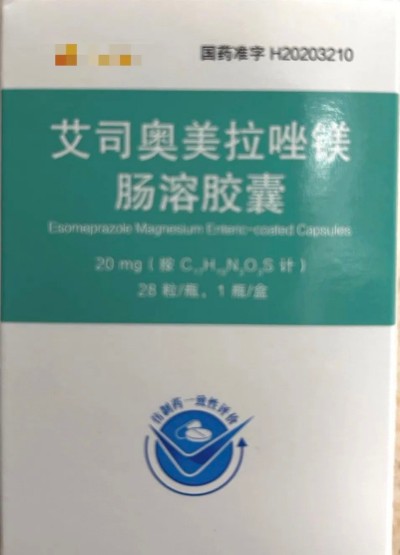 国药准字 H20203210
艾司奥美拉唑镁
肠溶胶囊
Esomeprazole Magnesium Enteric-coated Capsules
20 mg（按 C₁₇H₁₉N₃O₃S 计）
28 粒/瓶，1 瓶/盒
仿制药一致性评价